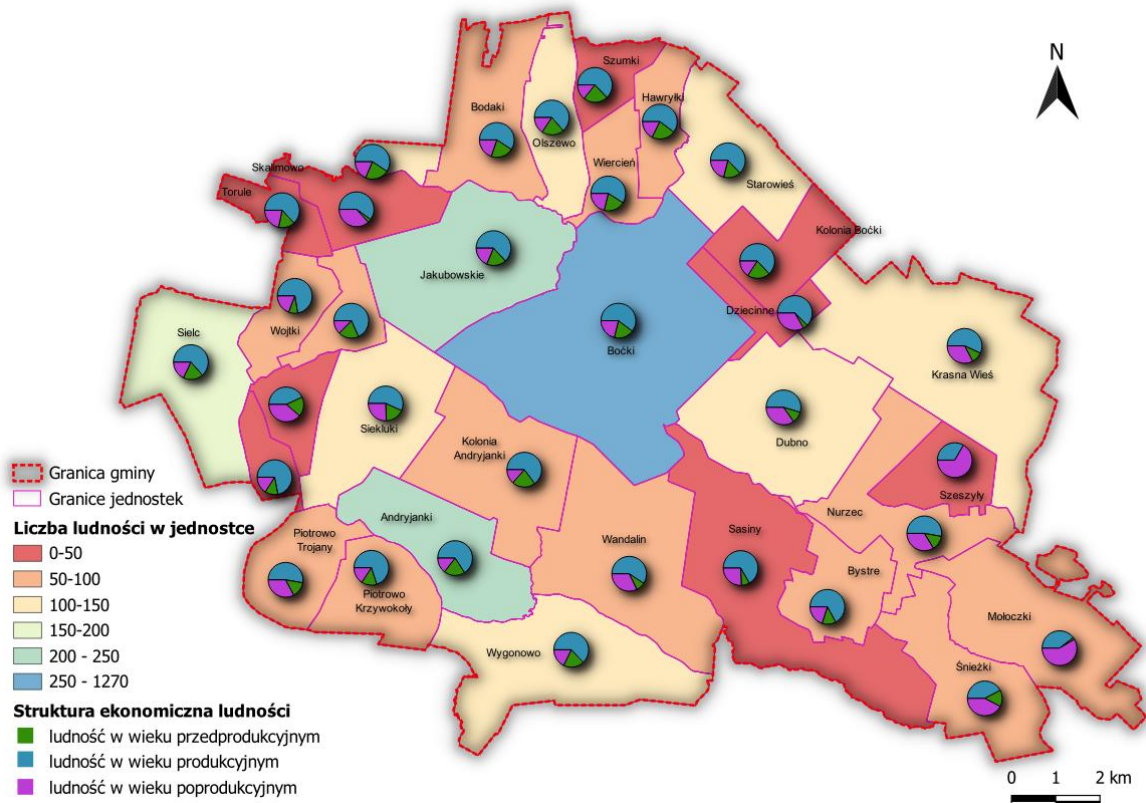 N
Szumki
Hawryłki
Bodaki
Olszewo
Wiercień
Starowieś
Skalimowo
Torule
Kolonia Boćki
Jakubowskie
Dziecinne
Sielc
Wojtki
Boćki
Krasna Wieś
Siekluki
Kolonia
Andryjanki
Dubno
Szeszyły
Nurzec
Andryjanki
Sasiny
Piotrowo
Trojany
Wandalin
Bystre
Piotrowo
Krzywokoły
Mołoczki
Wygonowo
Śnieżki
Granica gminy
Granice jednostek
Liczba ludności w jednostce
0-50
50-100
100-150
150-200
200 - 250
250 - 1270
Struktura ekonomiczna ludności
ludność w wieku przedprodukcyjnym
ludność w wieku produkcyjnym
ludność w wieku poprodukcyjnym
0 1 2 km